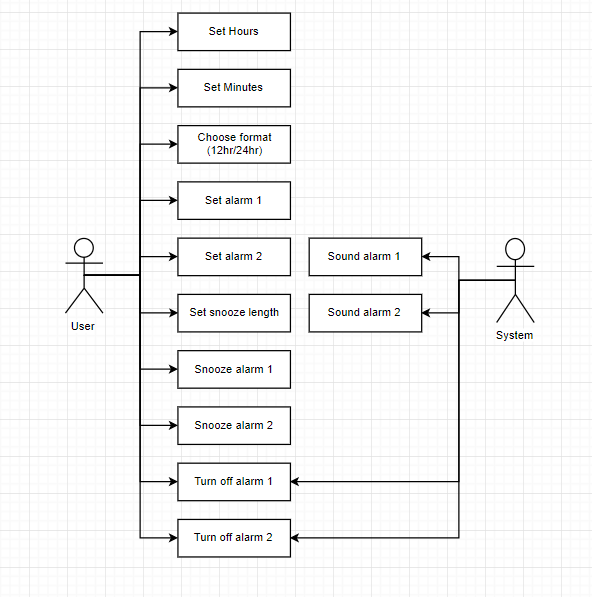 Set Hours
Set Minutes
Choose format
(12hr/24hr)
Set alarm 1
Set alarm 2
Sound alarm 1
Set snooze length
Sound alarm 2
User
System
Snooze alarm 1
Snooze alarm 2
Turn off alarm 1
Turn off alarm 2